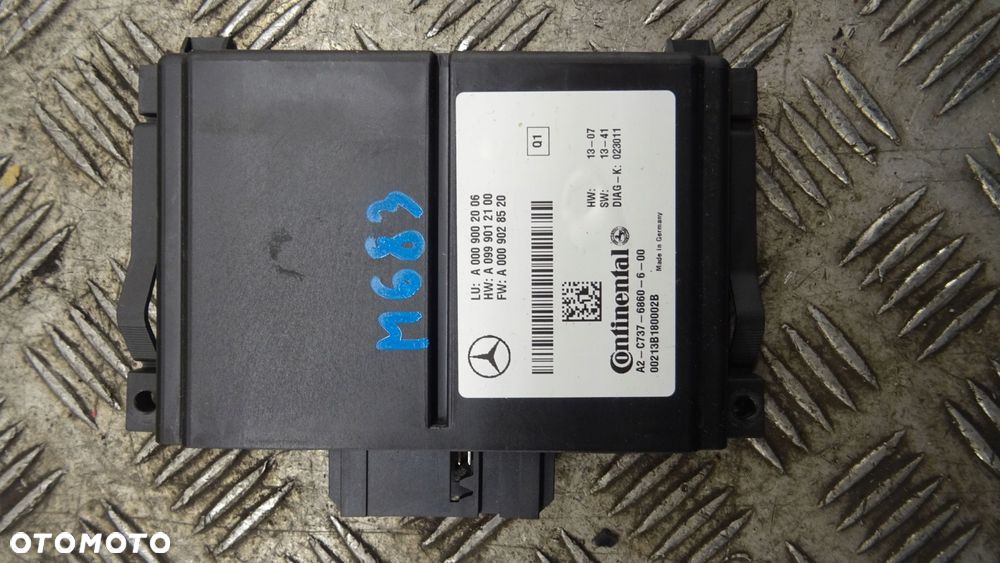 M683
LU: A 000 900 20 06
HW: A 099 901 21 00
FW: A 000 902 85 20
Q1
HW: 13-07
SW: 13-41
DIAG-K: 023011
Continental
Made in Germany
A2-C737-6860-6-00
00213B180002B
OTOMOTO